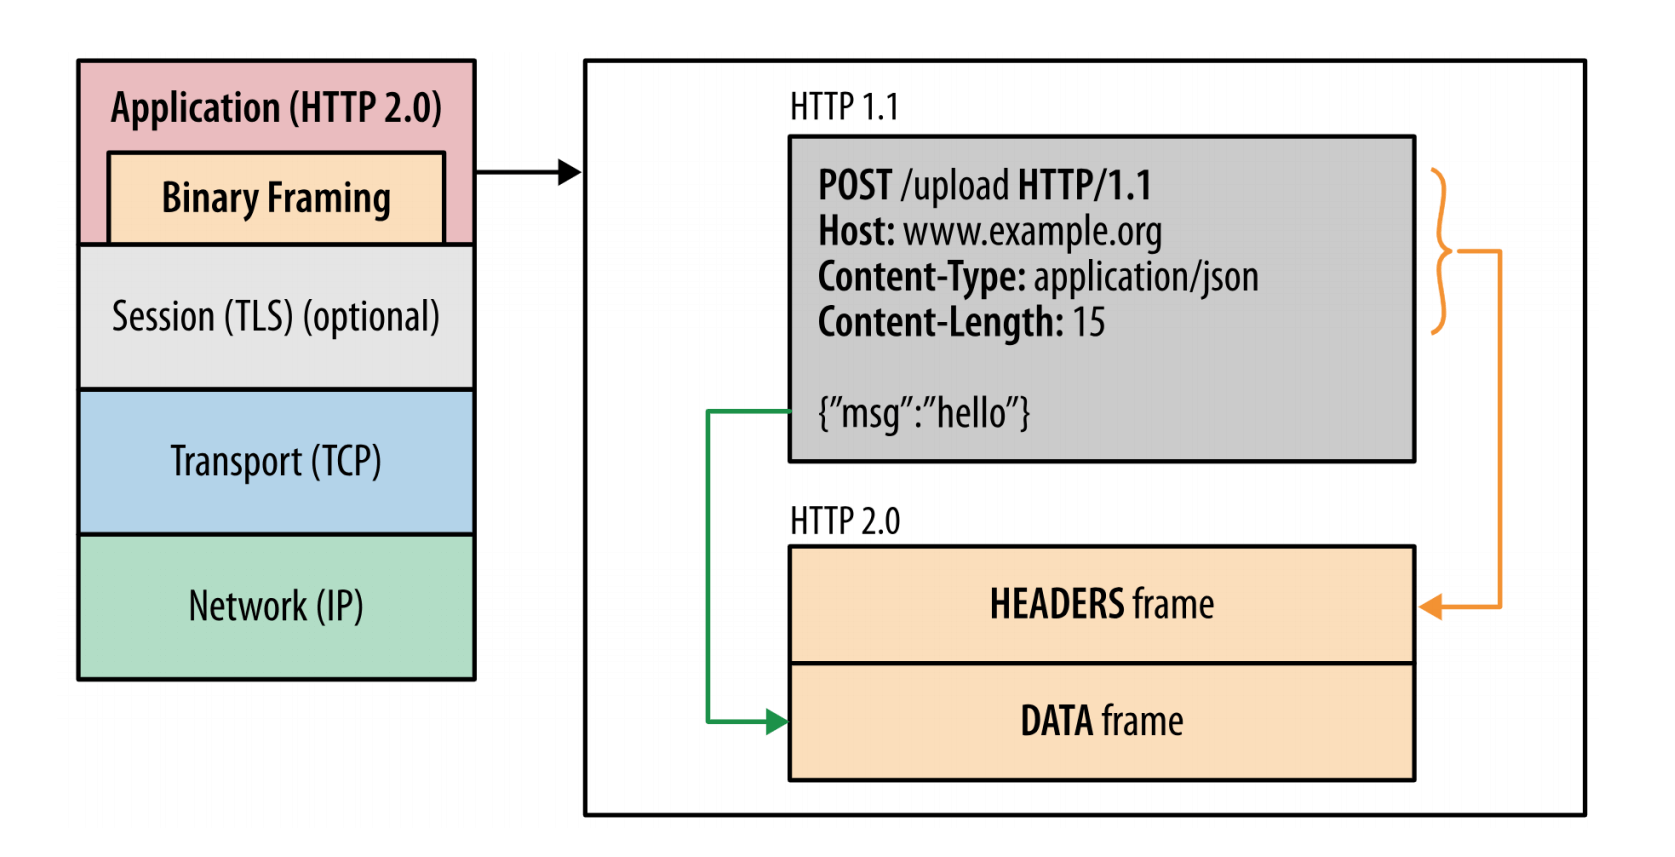 Application (HTTP 2.0)
Binary Framing
Session (TLS) (optional)
Transport (TCP)
Network (IP)
HTTP 1.1
POST /upload HTTP/1.1
Host: www.example.org
Content-Type: application/json
Content-Length: 15
{”msg”:”hello”}
HTTP 2.0
HEADERS frame
DATA frame